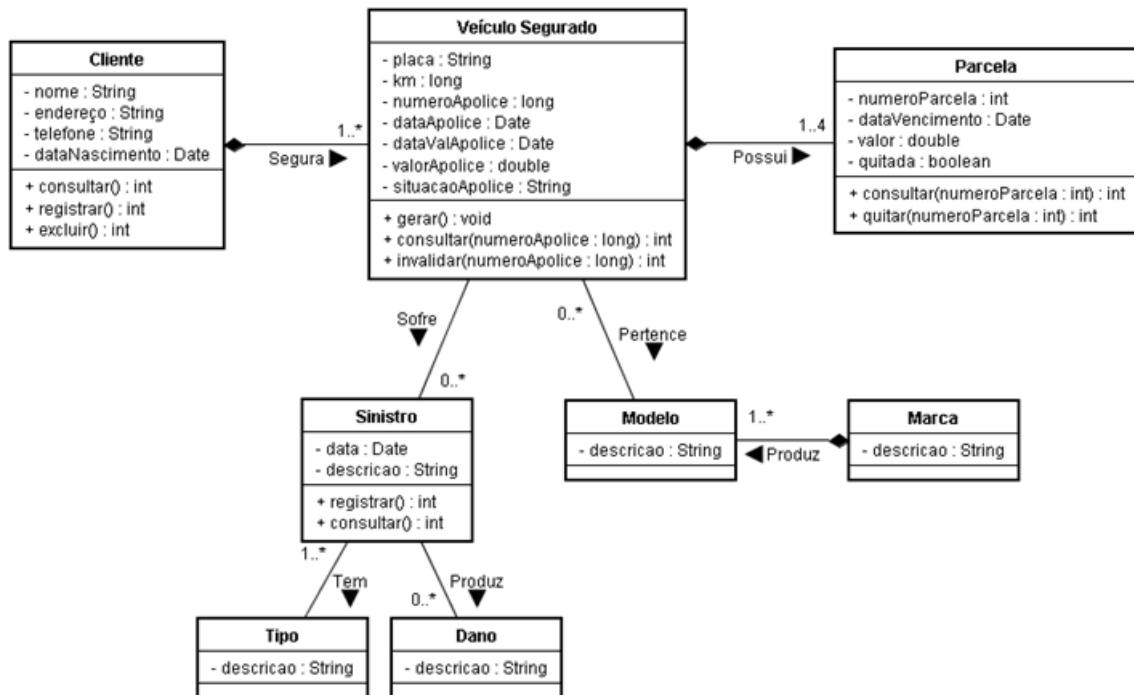 Cliente
- nome : String
- endereço : String
- telefone : String
- dataNascimento : Date
+ consultar() : int
+ registrar() : int
+ excluir() : int
1..*
Segura
Veículo Segurado
- placa : String
- km : long
- numeroApolice : long
- dataApolice : Date
- dataValApolice : Date
- valorApolice : double
- situacaoApolice : String
+ gerar() : void
+ consultar(numeroApolice : long) : int
+ invalidar(numeroApolice : long) : int
1..4
Possui
Parcela
- numeroParcela : int
- dataVencimento : Date
- valor : double
- quitada : boolean
+ consultar(numeroParcela : int) : int
+ quitar(numeroParcela : int) : int
Sofre
0..*
0..*
Pertence
Sinistro
- data : Date
- descricao : String
+ registrar() : int
+ consultar() : int
Modelo
- descricao : String
1..*
Produz
Marca
- descricao : String
1..*
Tem
Produz
0..*
Tipo
- descricao : String
Dano
- descricao : String